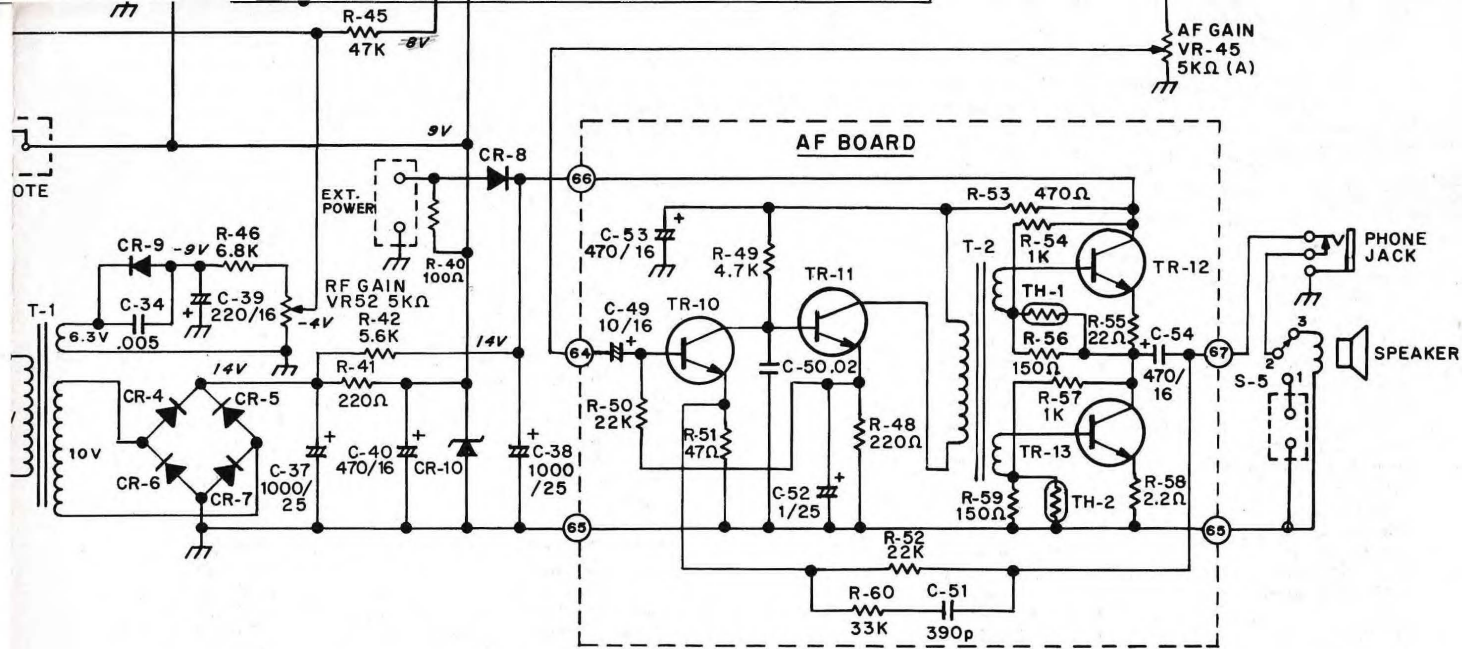 R-45
47K
8V
AF GAIN
VR-45
5KΩ (A)
9V
AF BOARD
OTE
EXT.
POWER
CR-8
66
R-53 470Ω
R-54
1K
C-53
470/16
R-49
4.7K
T-2
TR-12
PHONE
JACK
CR-9
-9V
R-46
6.8K
R-40
100Ω
TR-11
TR-10
TH-1
T-1
C-34
.005
6.3V
C-39
220/16
RF GAIN
VR52 5KΩ
-4V
R-42
5.6K
14V
C-49
10/16
64
R-55
22Ω
C-54
470/
16
67
R-56
150Ω
3
2
1
S-5
SPEAKER
14V
R-41
220Ω
C-50.02
R-57
1K
CR-4
CR-5
R-50
22K
R-51
47Ω
R-48
220Ω
TR-13
10V
C-37
1000/
25
C-40
470/16
CR-10
C-38
1000
/25
CR-6
CR-7
C-52
1/25
R-59
150Ω
TH-2
R-58
2.2Ω
65
65
R-52
22K
R-60
33K
C-51
390p